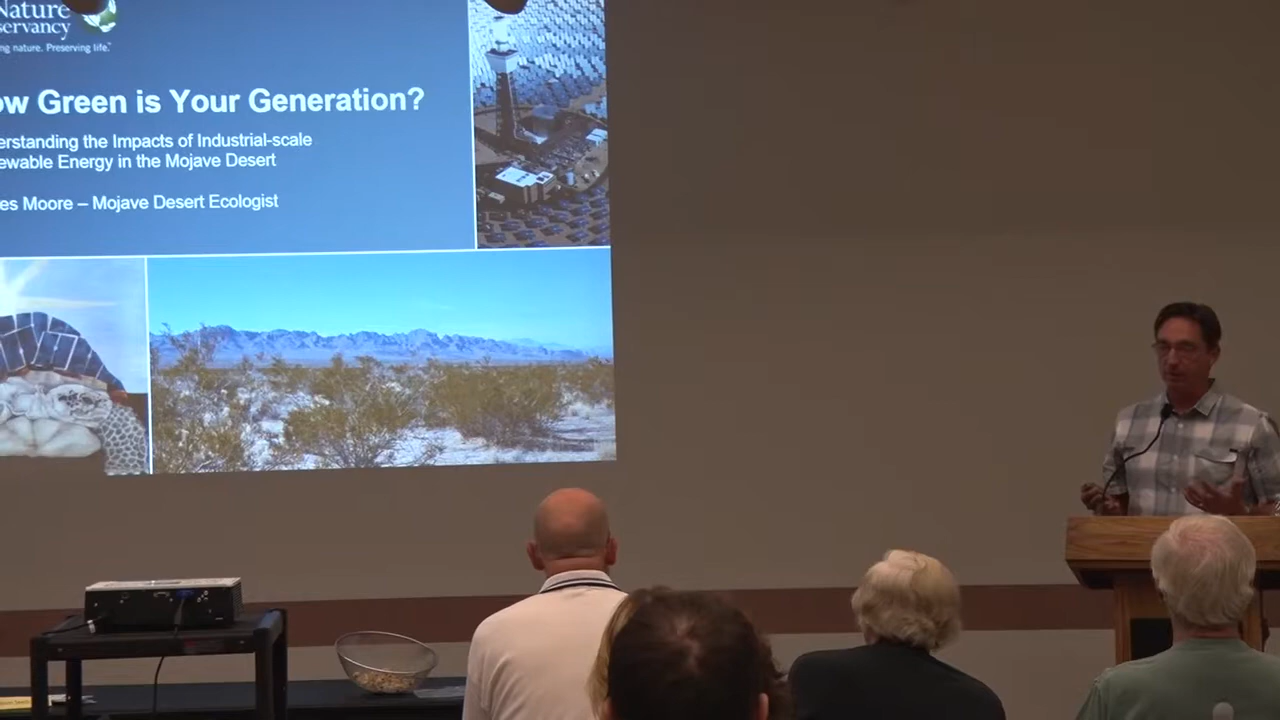 Nature
servancy
ng nature. Preserving life.
ow Green is Your Generation?
erstanding the Impacts of Industrial-scale
ewable Energy in the Mojave Desert
es Moore – Mojave Desert Ecologist